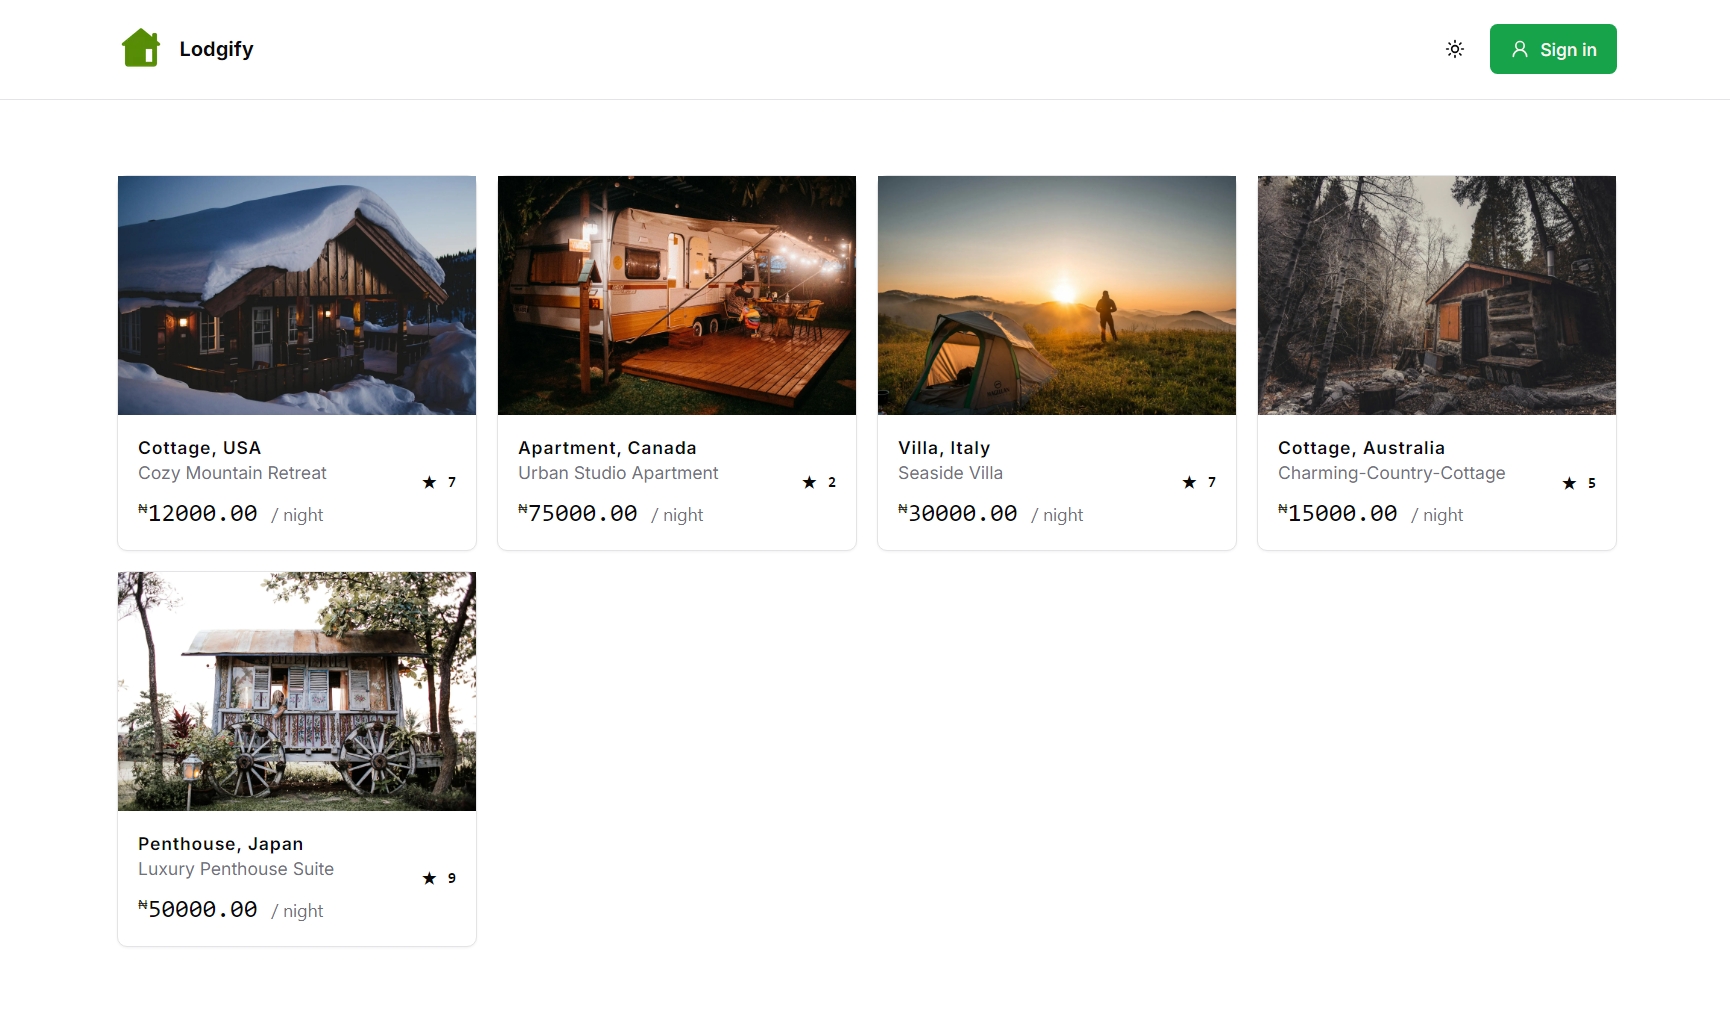 Lodgify
Sign in
Cottage, USA
Cozy Mountain Retreat
★ 7
₦12000.00 / night
Apartment, Canada
Urban Studio Apartment
★ 2
₦75000.00 / night
Villa, Italy
Seaside Villa
★ 7
₦30000.00 / night
Cottage, Australia
Charming-Country-Cottage
★ 5
₦15000.00 / night
Penthouse, Japan
Luxury Penthouse Suite
★ 9
₦50000.00 / night